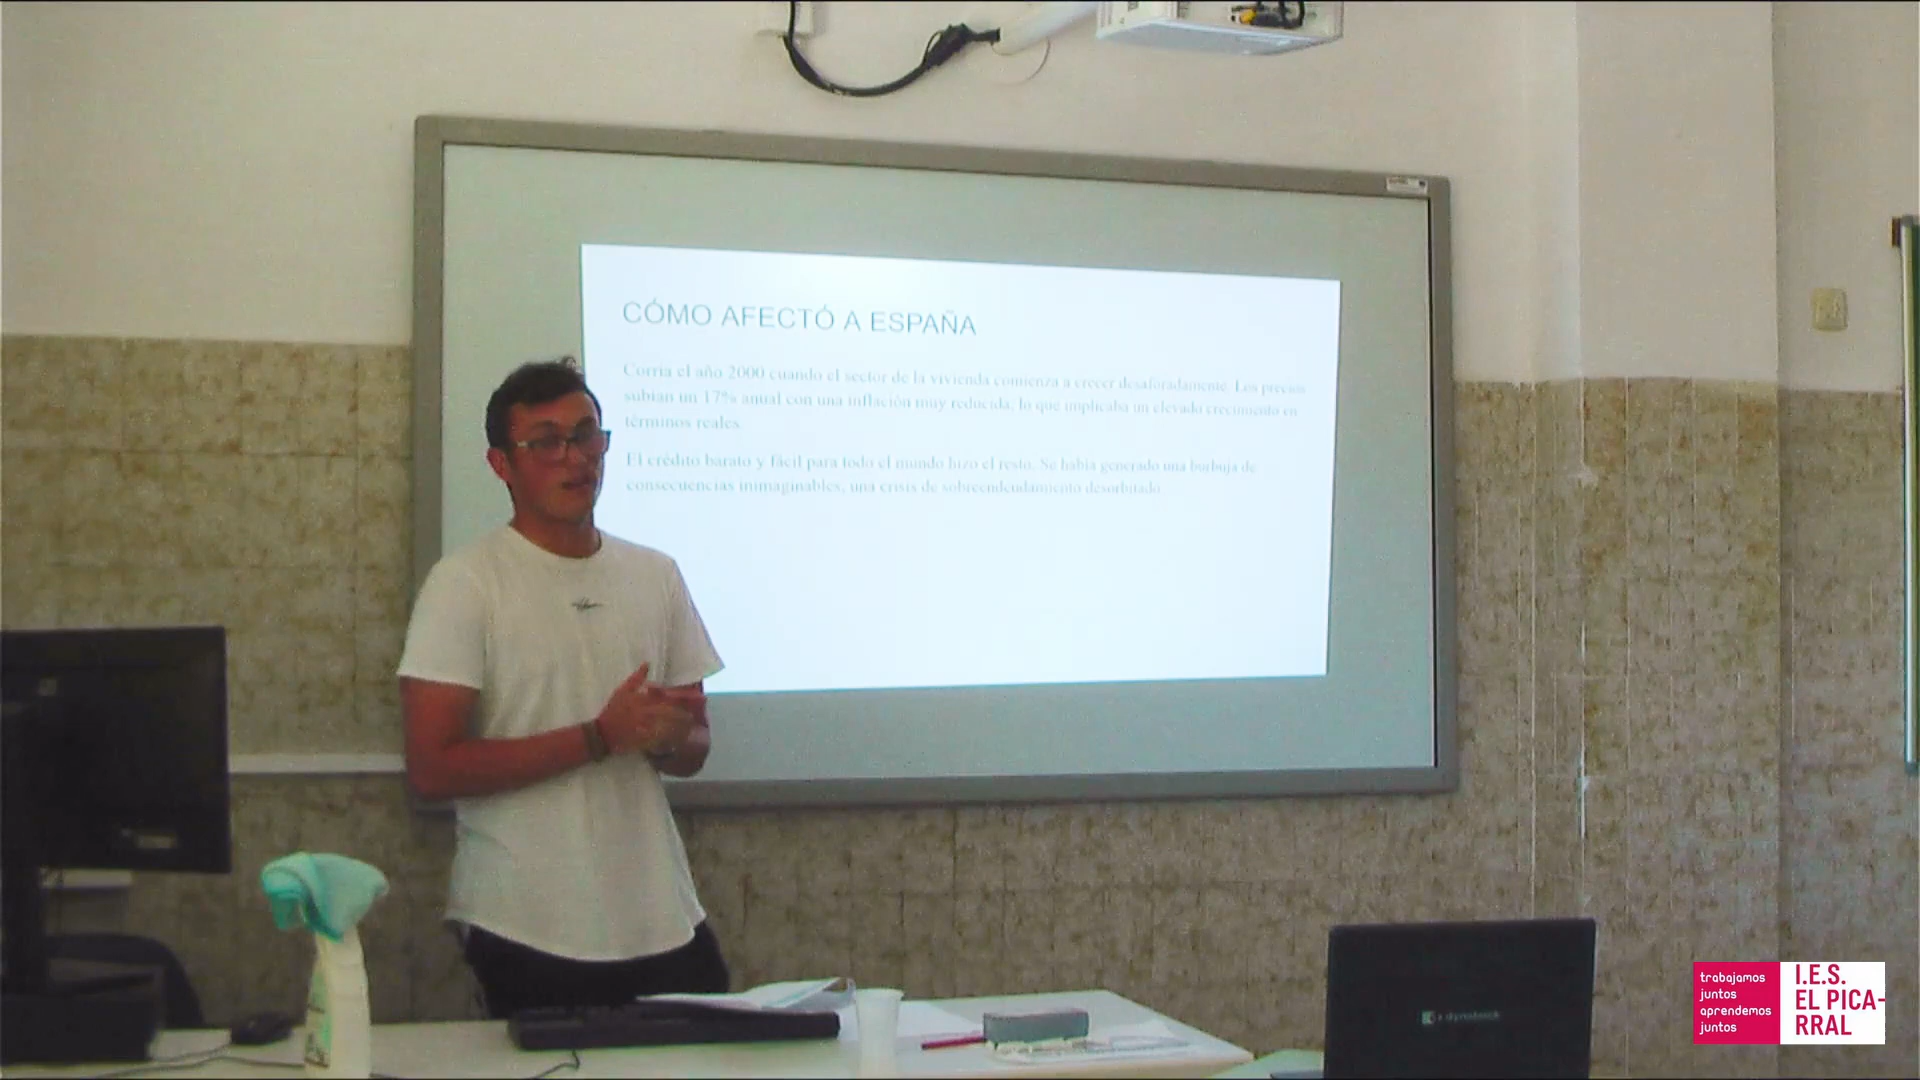 CÓMO AFECTÓ A ESPAÑA
Corría el año 2000 cuando el sector de la vivienda comienza a crecer desaforadamente. Los precios
subían un 17% anual con una inflación muy reducida, lo que implicaba un elevado crecimiento en
términos reales.
El crédito barato y fácil para todo el mundo hizo el resto. Se había generado una burbuja de
consecuencias inimaginables, una crisis de sobreendeudamiento desorbitado
dynabook
trabajamos
juntos
aprendemos
juntos
I.E.S.
EL PICA-
RRAL